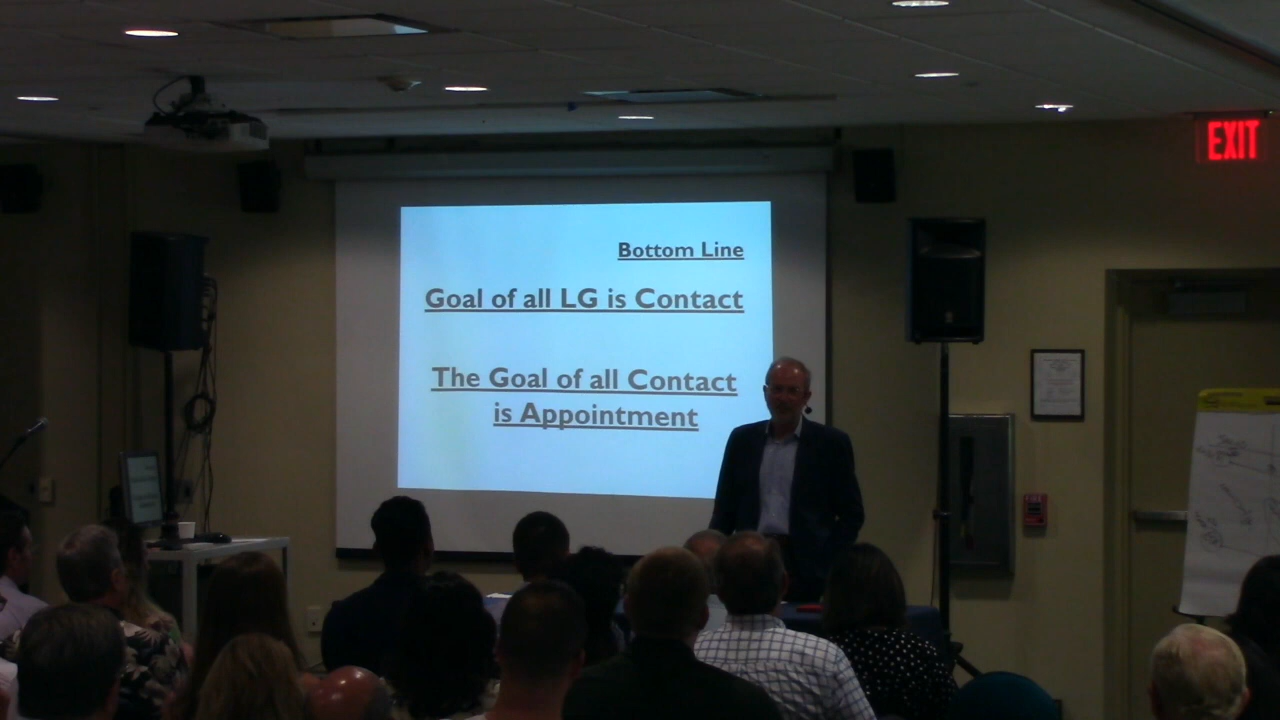 Bottom Line
Goal of all LG is Contact
The Goal of all Contact
is Appointment
EXIT